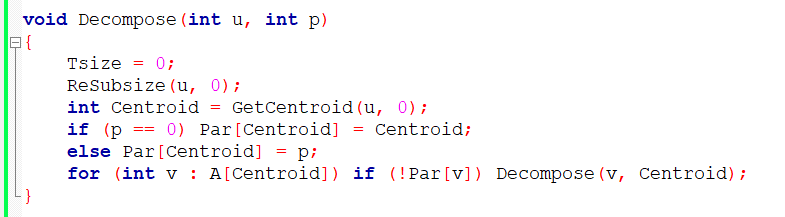 void Decompose(int u, int p)
{
    Tsize = 0;
    ReSubsize(u, 0);
    int Centroid = GetCentroid(u, 0);
    if (p == 0) Par[Centroid] = Centroid;
    else Par[Centroid] = p;
    for (int v : A[Centroid]) if (!Par[v]) Decompose(v, Centroid);
}